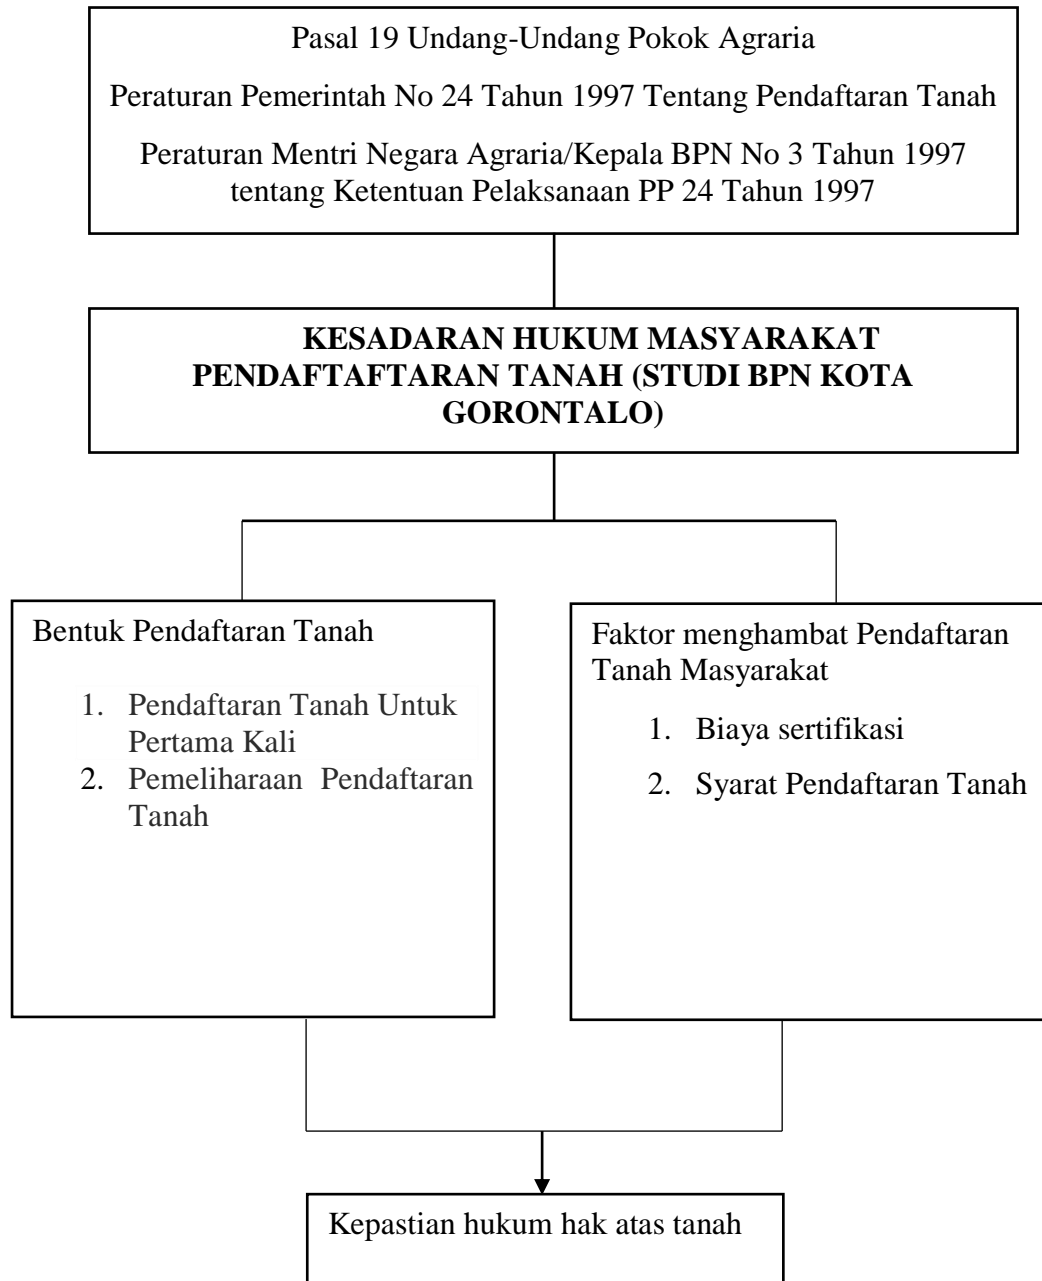 Pasal 19 Undang-Undang Pokok Agraria
Peraturan Pemerintah No 24 Tahun 1997 Tentang Pendaftaran Tanah
Peraturan Mentri Negara Agraria/Kepala BPN No 3 Tahun 1997
tentang Ketentuan Pelaksanaan PP 24 Tahun 1997
KESADARAN HUKUM MASYARAKAT
PENDAFTAFTARAN TANAH (STUDI BPN KOTA
GORONTALO)
Bentuk Pendaftaran Tanah
1. Pendaftaran Tanah Untuk
Pertama Kali
2. Pemeliharaan Pendaftaran
Tanah
Faktor menghambat Pendaftaran
Tanah Masyarakat
1. Biaya sertifikasi
2. Syarat Pendaftaran Tanah
Kepastian hukum hak atas tanah